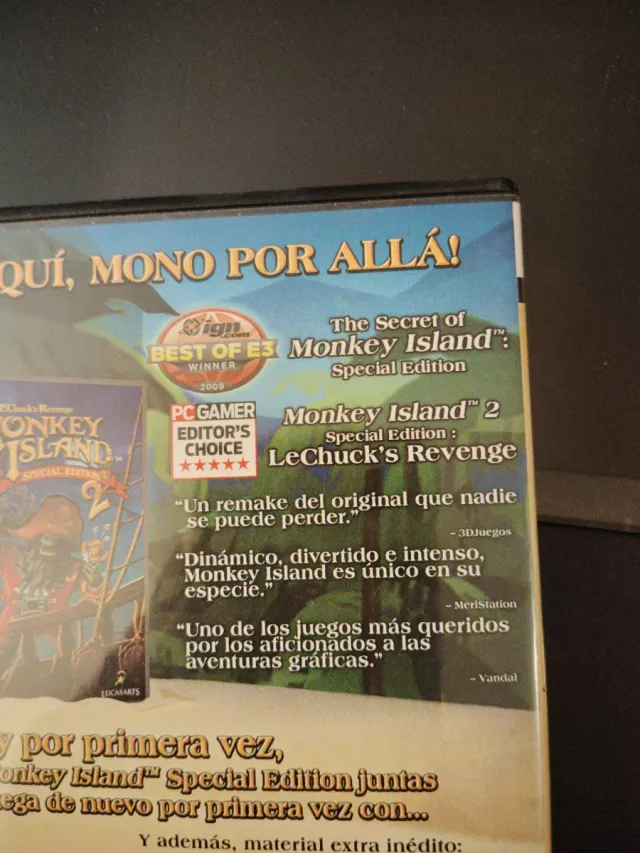 QUÍ, MONO POR ALLÁ!
ign.com
BEST OF E3
WINNER
2009
The Secret of
Monkey Island™:
Special Edition
PC GAMER
EDITOR'S
CHOICE
Monkey Island™ 2
Special Edition :
LeChuck's Revenge
LeChuck's Revenge
MONKEY
ISLAND™
SPECIAL EDITION
2
LUCASARTS
“Un remake del original que nadie
se puede perder.”
– 3DJuegos
“Dinámico, divertido e intenso,
Monkey Island es único en su
especie.”
– MeriStation
“Uno de los juegos más queridos
por los aficionados a las
aventuras gráficas.”
– Vandal
y por primera vez,
onkey Island™ Special Edition juntas
ega de nuevo por primera vez con...
Y además, material extra inédito: